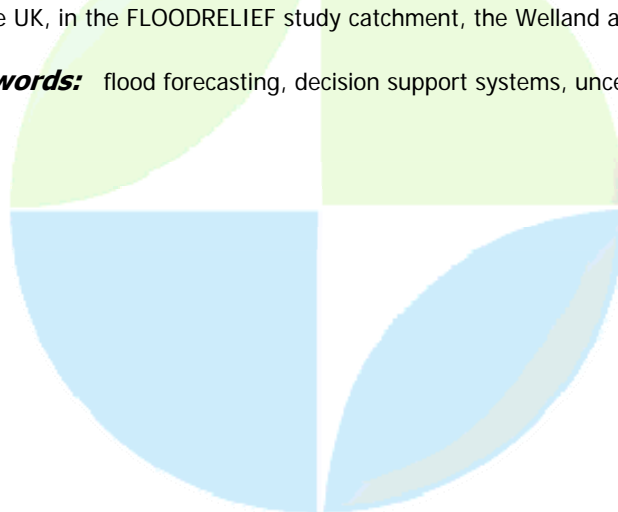 e UK, in the FLOODRELIEF study catchment, the Welland a
words: flood forecasting, decision support systems, unce